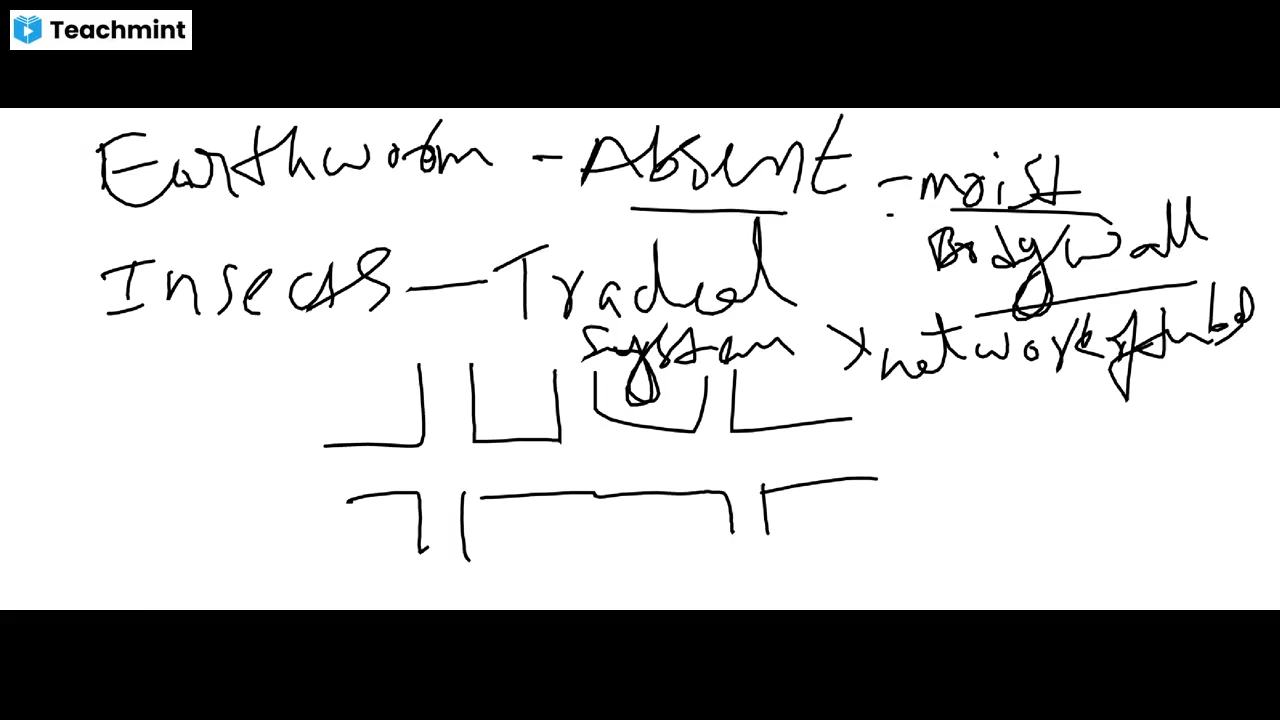 Teachmint
Earthworm - Absent - moist
Body wall
Insects - Tracheal
System > network of tubes